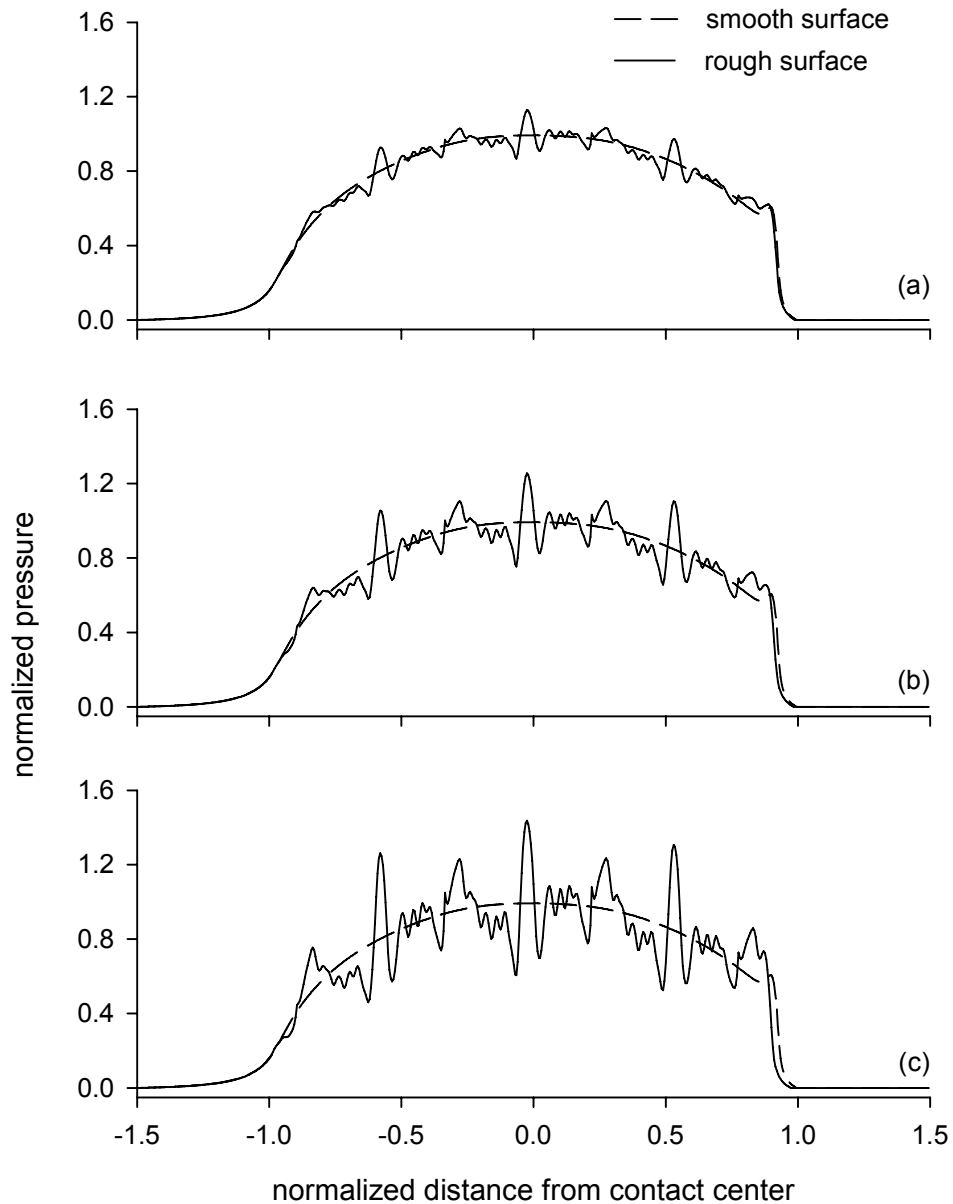 smooth surface
rough surface
1.6
1.2
0.8
0.4
0.0
(a)
1.6
1.2
0.8
0.4
0.0
(b)
1.6
1.2
0.8
0.4
0.0
(c)
-1.5 -1.0 -0.5 0.0 0.5 1.0 1.5
normalized pressure
normalized distance from contact center